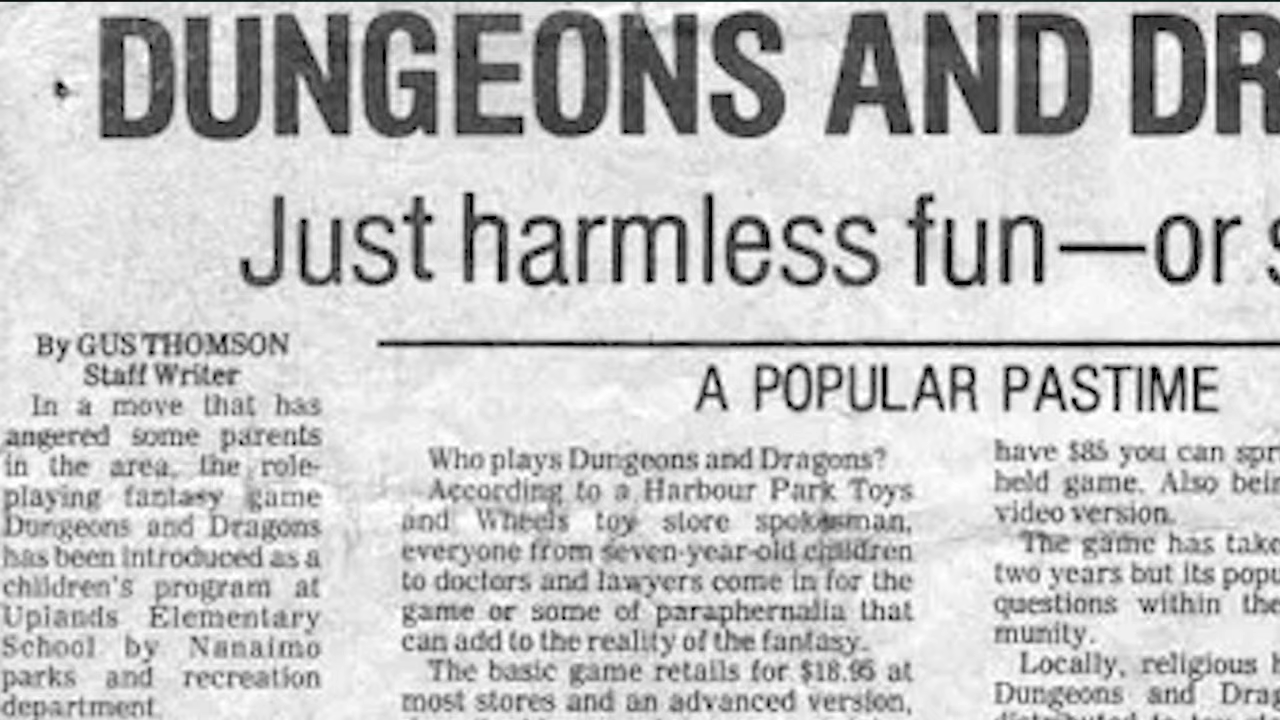 DUNGEONS AND DR
Just harmless fun—or s
By GUS THOMSON
Staff Writer
In a move that has
angered some parents
in the area, the role-
playing fantasy game
Dungeons and Dragons
has been introduced as a
children's program at
Uplands Elementary
School by Nanaimo
parks and recreation
department.
A POPULAR PASTIME
Who plays Dungeons and Dragons?
According to a Harbour Park Toys
and Wheels toy store spokesman,
everyone from seven-year-old children
to doctors and lawyers come in for the
game or some of paraphernalia that
can add to the reality of the fantasy.
The basic game retails for $18.95 at
most stores and an advanced version,
have $85 you can spr
held game. Also bein
video version.
The game has take
two years but its popu
questions within the
munity.
Locally, religious h
Dungeons and Drag